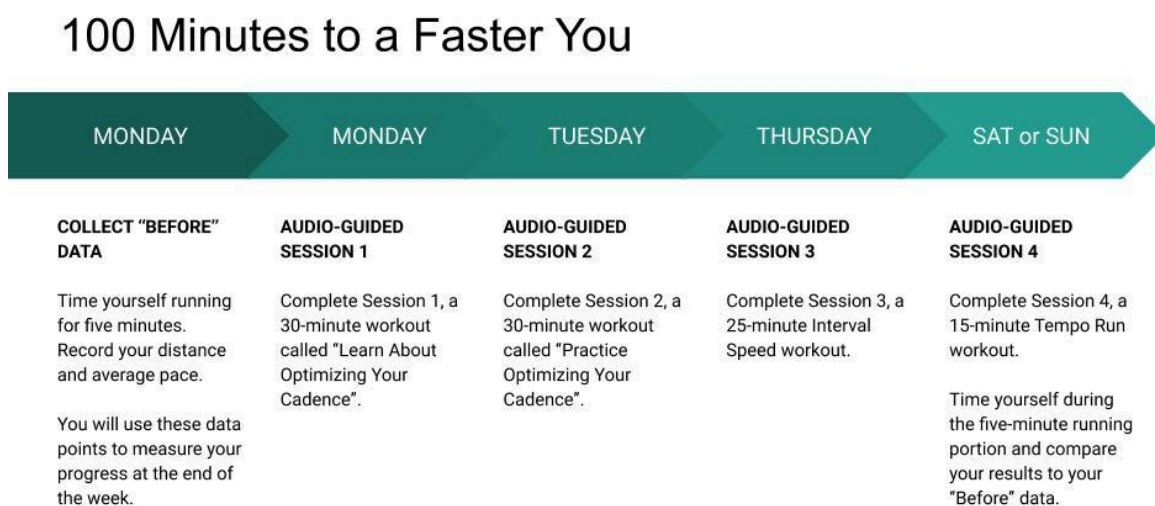 100 Minutes to a Faster You
MONDAY
MONDAY
TUESDAY
THURSDAY
SAT or SUN
COLLECT “BEFORE”
DATA
Time yourself running
for five minutes.
Record your distance
and average pace.
You will use these data
points to measure your
progress at the end of
the week.
AUDIO-GUIDED
SESSION 1
Complete Session 1, a
30-minute workout
called “Learn About
Optimizing Your
Cadence”.
AUDIO-GUIDED
SESSION 2
Complete Session 2, a
30-minute workout
called “Practice
Optimizing Your
Cadence”.
AUDIO-GUIDED
SESSION 3
Complete Session 3, a
25-minute Interval
Speed workout.
AUDIO-GUIDED
SESSION 4
Complete Session 4, a
15-minute Tempo Run
workout.
Time yourself during
the five-minute running
portion and compare
your results to your
“Before” data.